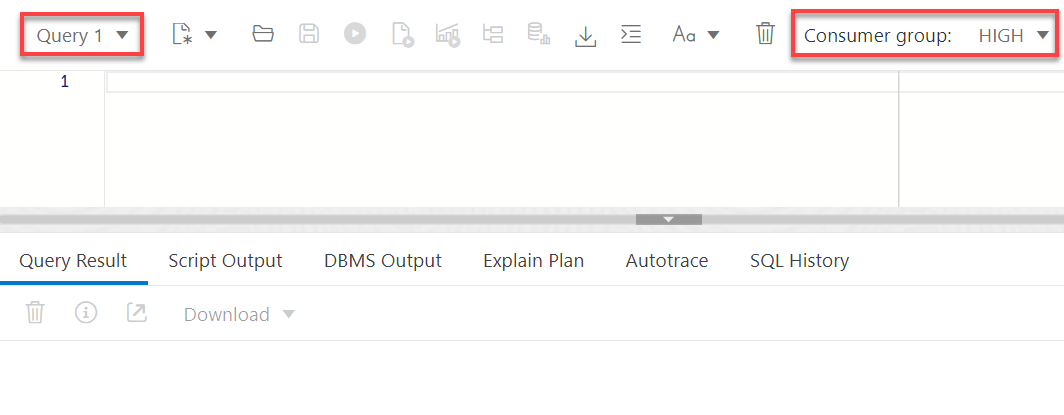 Query 1 Aa Consumer group: HIGH
1
Query Result Script Output DBMS Output Explain Plan Autotrace SQL History
Download